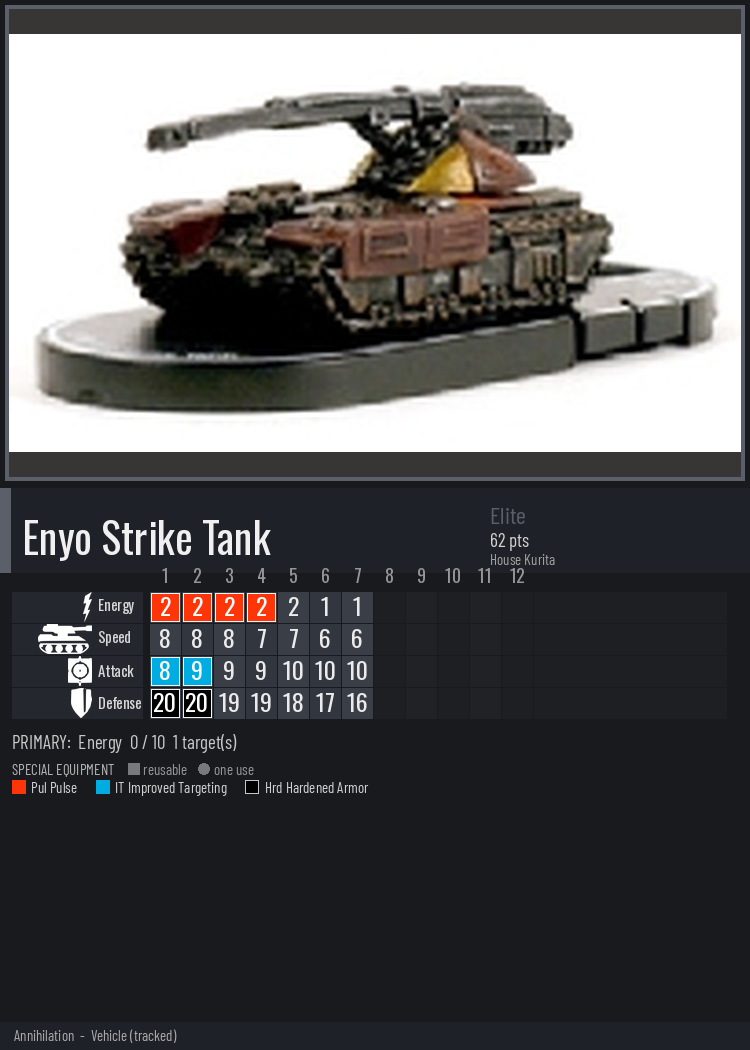 Enyo Strike Tank
Elite
62 pts
House Kurita
1 2 3 4 5 6 7 8 9 10 11 12
Energy 2 2 2 2 2 1 1
Speed 8 8 8 7 7 6 6
Attack 8 9 9 9 10 10 10
Defense 20 20 19 19 18 17 16
PRIMARY: Energy 0 / 10 1 target(s)
SPECIAL EQUIPMENT reusable one use
Pul Pulse IT Improved Targeting Hrd Hardened Armor
Annihilation - Vehicle (tracked)